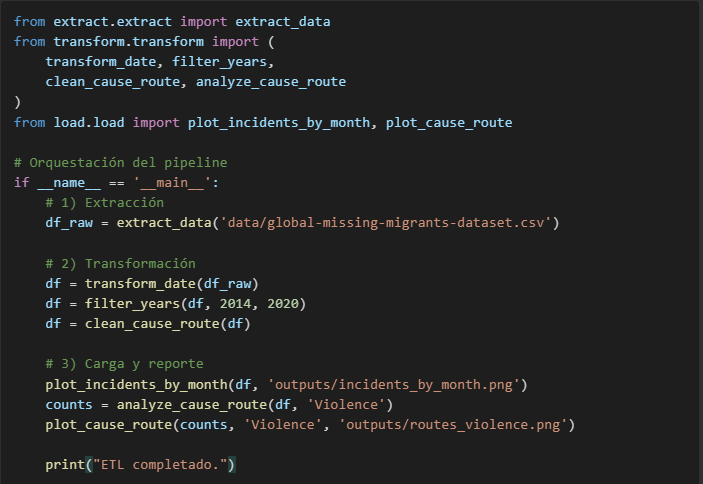 from extract.extract import extract_data
from transform.transform import (
    transform_date, filter_years,
    clean_cause_route, analyze_cause_route
)
from load.load import plot_incidents_by_month, plot_cause_route

# Orquestación del pipeline
if __name__ == '__main__':
    # 1) Extracción
    df_raw = extract_data('data/global-missing-migrants-dataset.csv')

    # 2) Transformación
    df = transform_date(df_raw)
    df = filter_years(df, 2014, 2020)
    df = clean_cause_route(df)

    # 3) Carga y reporte
    plot_incidents_by_month(df, 'outputs/incidents_by_month.png')
    counts = analyze_cause_route(df, 'Violence')
    plot_cause_route(counts, 'Violence', 'outputs/routes_violence.png')

    print("ETL completado.")